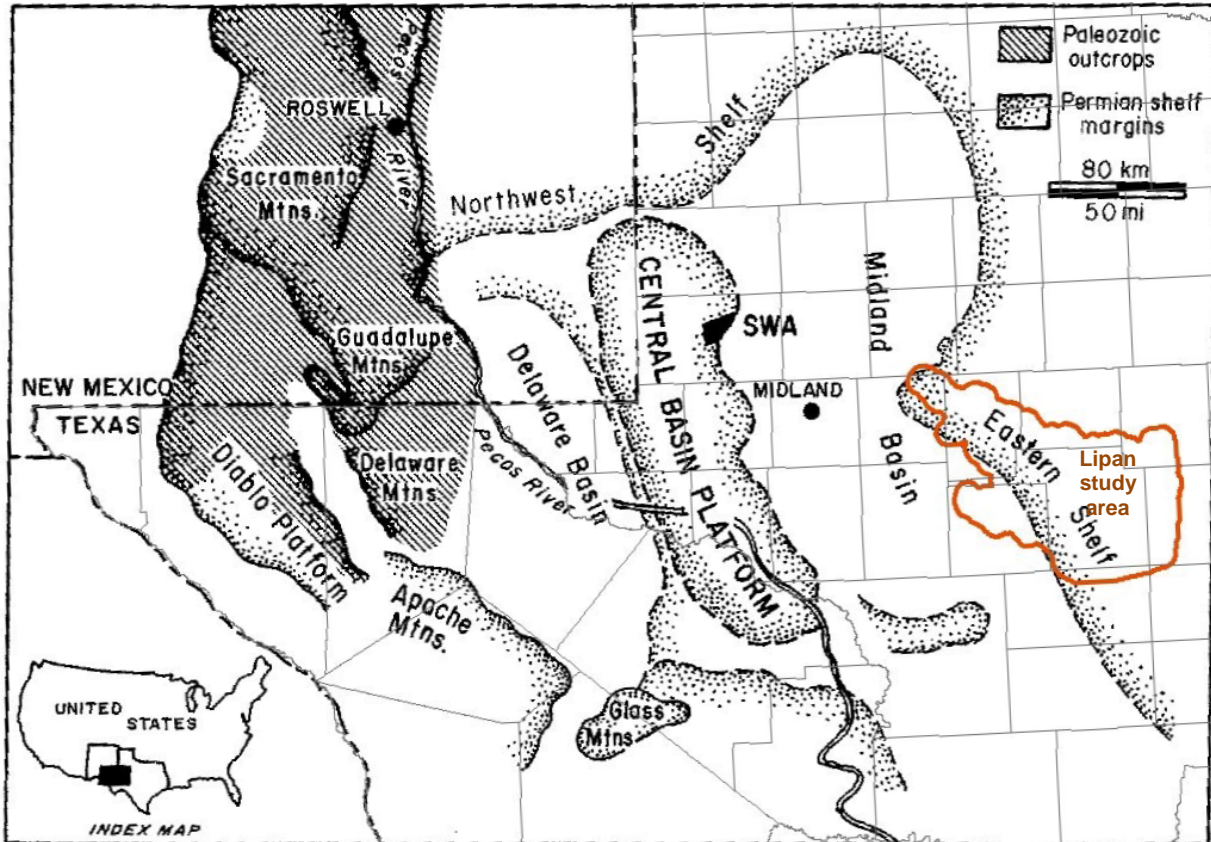 Paleozoic
outcrops
Permian shelf
margins
80 km
50 mi
Pecos
River
ROSWELL
Sacramento
Mtns.
Northwest
Shelf
CENTRAL BASIN PLATFORM
Midland
Basin
SWA
MIDLAND
Guadalupe
Mtns.
Delaware Basin
NEW MEXICO
TEXAS
Pecos River
Eastern
Shelf
Lipan
study
area
Diablo Platform
Delaware
Mtns.
Apache
Mtns.
Glass
Mtns
UNITED
STATES
INDEX MAP